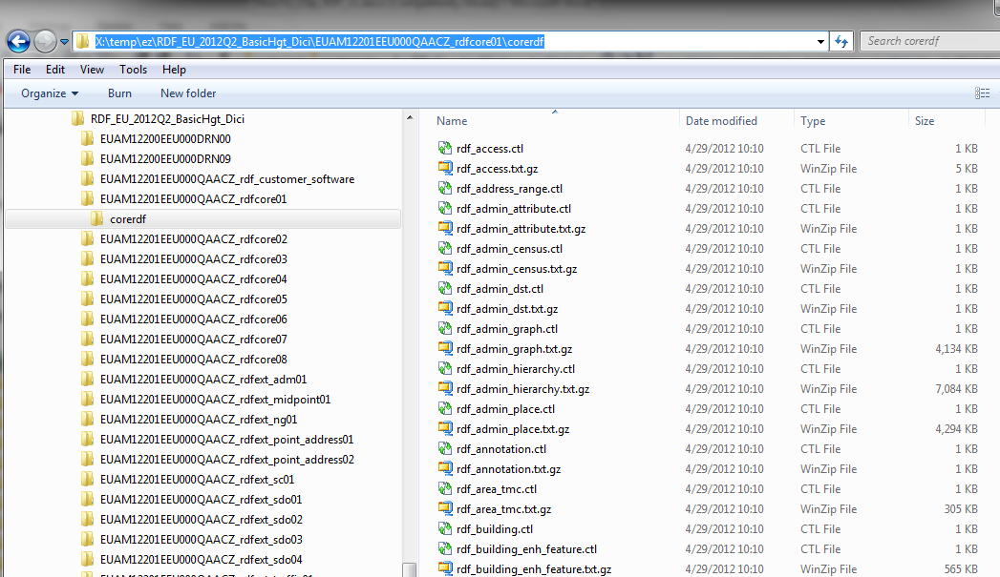 X:\temp\ez\RDF_EU_2012Q2_BasicHgt_Dici\EUAM12201EEU000QAACZ_rdfcore01\corerdf
Search corerdf
File Edit View Tools Help
Organize Burn New folder
RDF_EU_2012Q2_BasicHgt_Dici
EUAM12200EEU000DRN00
EUAM12200EEU000DRN09
EUAM12201EEU000QAACZ_rdf_customer_software
EUAM12201EEU000QAACZ_rdfcore01
corerdf
EUAM12201EEU000QAACZ_rdfcore02
EUAM12201EEU000QAACZ_rdfcore03
EUAM12201EEU000QAACZ_rdfcore04
EUAM12201EEU000QAACZ_rdfcore05
EUAM12201EEU000QAACZ_rdfcore06
EUAM12201EEU000QAACZ_rdfcore07
EUAM12201EEU000QAACZ_rdfcore08
EUAM12201EEU000QAACZ_rdfext_adm01
EUAM12201EEU000QAACZ_rdfext_midpoint01
EUAM12201EEU000QAACZ_rdfext_ng01
EUAM12201EEU000QAACZ_rdfext_point_address01
EUAM12201EEU000QAACZ_rdfext_point_address02
EUAM12201EEU000QAACZ_rdfext_sc01
EUAM12201EEU000QAACZ_rdfext_sdo01
EUAM12201EEU000QAACZ_rdfext_sdo02
EUAM12201EEU000QAACZ_rdfext_sdo03
EUAM12201EEU000QAACZ_rdfext_sdo04
Name Date modified Type Size
rdf_access.ctl 4/29/2012 10:10 CTL File 1 KB
rdf_access.txt.gz 4/29/2012 10:10 WinZip File 5 KB
rdf_address_range.ctl 4/29/2012 10:10 CTL File 1 KB
rdf_admin_attribute.ctl 4/29/2012 10:10 CTL File 1 KB
rdf_admin_attribute.txt.gz 4/29/2012 10:10 WinZip File 1 KB
rdf_admin_census.ctl 4/29/2012 10:10 CTL File 1 KB
rdf_admin_census.txt.gz 4/29/2012 10:10 WinZip File 1 KB
rdf_admin_dst.ctl 4/29/2012 10:10 CTL File 1 KB
rdf_admin_dst.txt.gz 4/29/2012 10:10 WinZip File 1 KB
rdf_admin_graph.ctl 4/29/2012 10:10 CTL File 1 KB
rdf_admin_graph.txt.gz 4/29/2012 10:10 WinZip File 4,134 KB
rdf_admin_hierarchy.ctl 4/29/2012 10:10 CTL File 1 KB
rdf_admin_hierarchy.txt.gz 4/29/2012 10:10 WinZip File 7,084 KB
rdf_admin_place.ctl 4/29/2012 10:10 CTL File 1 KB
rdf_admin_place.txt.gz 4/29/2012 10:10 WinZip File 4,294 KB
rdf_annotation.ctl 4/29/2012 10:10 CTL File 1 KB
rdf_annotation.txt.gz 4/29/2012 10:10 WinZip File 1 KB
rdf_area_tmc.ctl 4/29/2012 10:10 CTL File 1 KB
rdf_area_tmc.txt.gz 4/29/2012 10:10 WinZip File 305 KB
rdf_building.ctl 4/29/2012 10:10 CTL File 1 KB
rdf_building_enh_feature.ctl 4/29/2012 10:10 CTL File 1 KB
rdf_building_enh_feature.txt.gz 4/29/2012 10:10 WinZip File 565 KB